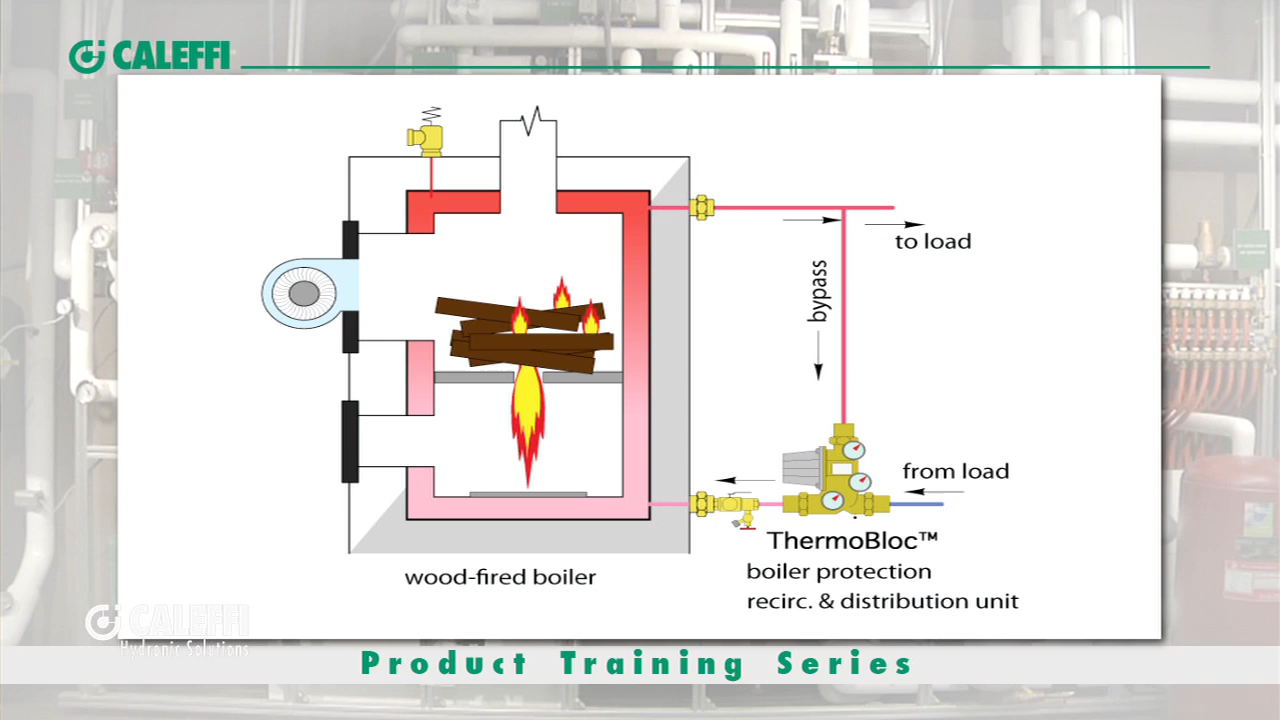 CALEFFI
to load
bypass
from load
ThermoBloc™
boiler protection
recirc. & distribution unit
wood-fired boiler
CALEFFI
Hydronic Solutions
Product Training Series